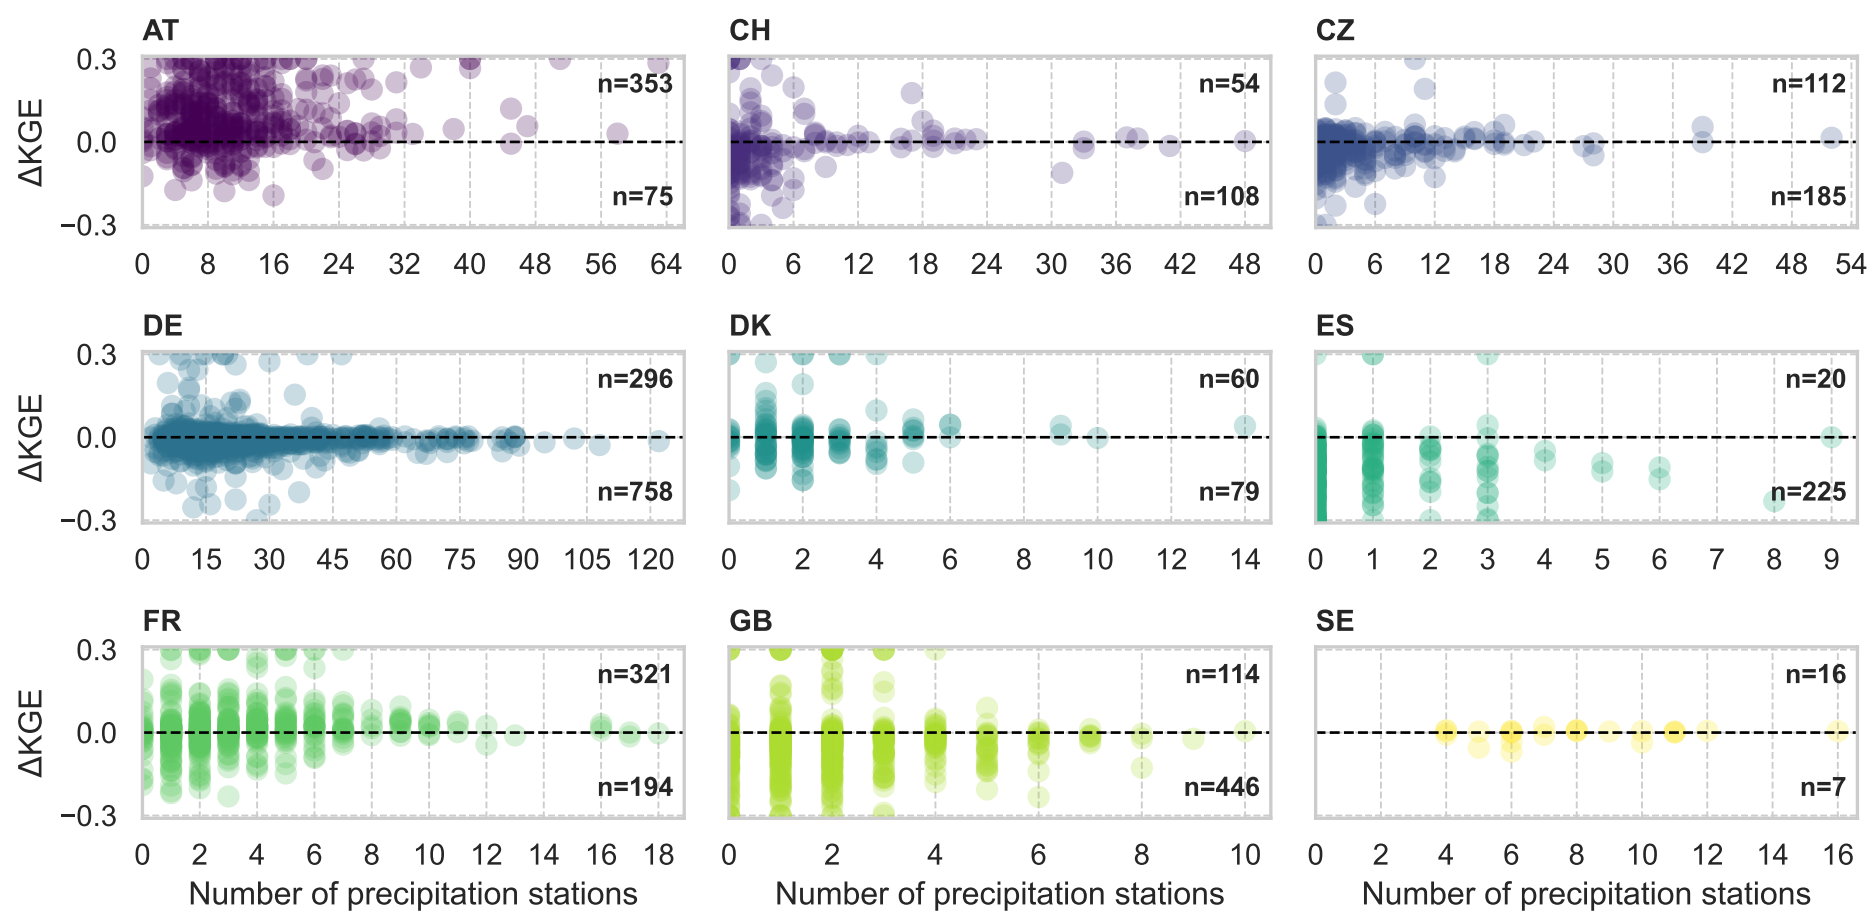 AT CH CZ
0.3
ΔKGE
0.0
−0.3
n=353
n=75
n=54
n=108
n=112
n=185
0 8 16 24 32 40 48 56 64
0 6 12 18 24 30 36 42 48
0 6 12 18 24 30 36 42 48 54
DE DK ES
0.3
ΔKGE
0.0
−0.3
n=296
n=758
n=60
n=79
n=20
n=225
0 15 30 45 60 75 90 105 120
0 2 4 6 8 10 12 14
0 1 2 3 4 5 6 7 8 9
FR GB SE
0.3
ΔKGE
0.0
−0.3
n=321
n=194
n=114
n=446
n=16
n=7
0 2 4 6 8 10 12 14 16 18
0 2 4 6 8 10
0 2 4 6 8 10 12 14 16
Number of precipitation stations
Number of precipitation stations
Number of precipitation stations